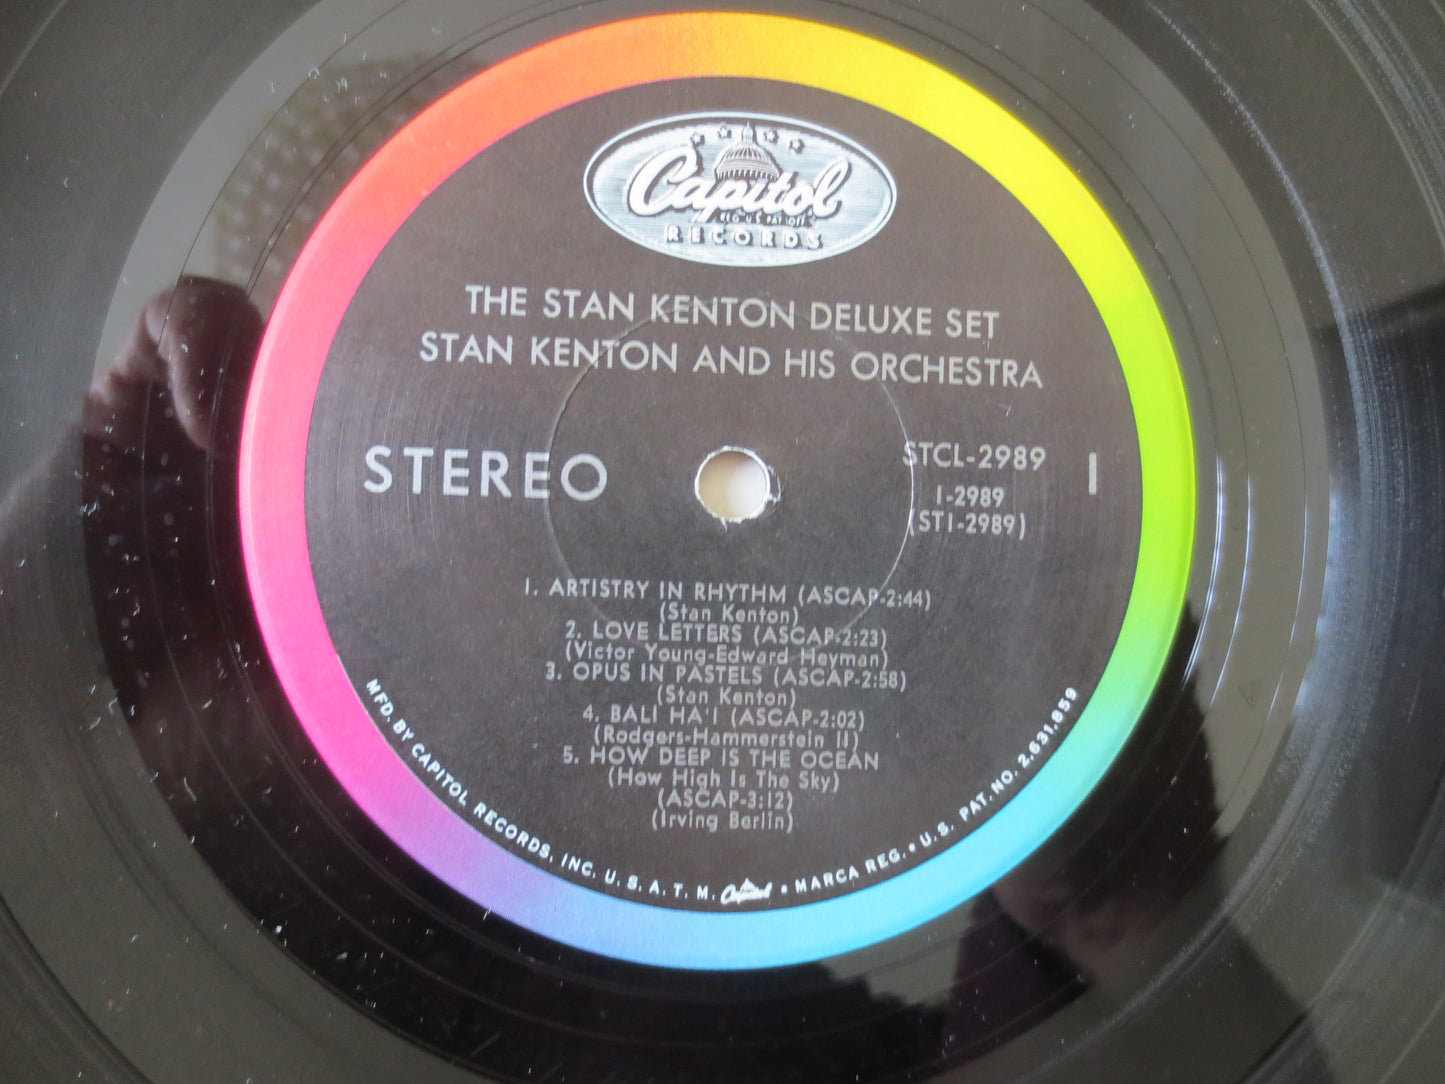 Capitol
REG. U.S. PAT. OFF.
RECORDS
THE STAN KENTON DELUXE SET
STAN KENTON AND HIS ORCHESTRA
STEREO
STCL-2989
1-2989
(ST1-2989)
1
1. ARTISTRY IN RHYTHM (ASCAP-2:44)
(Stan Kenton)
2. LOVE LETTERS (ASCAP-2:23)
(Victor Young-Edward Heyman)
3. OPUS IN PASTELS (ASCAP-2:58)
(Stan Kenton)
4. BALI HA'I (ASCAP-2:02)
(Rodgers-Hammerstein II)
5. HOW DEEP IS THE OCEAN
(How High Is The Sky)
(ASCAP-3:12)
(Irving Berlin)
MFD. BY CAPITOL RECORDS, INC. U. S. A. T. M. Capitol • MARCA REG. • U.S. PAT. NO. 2,631,859